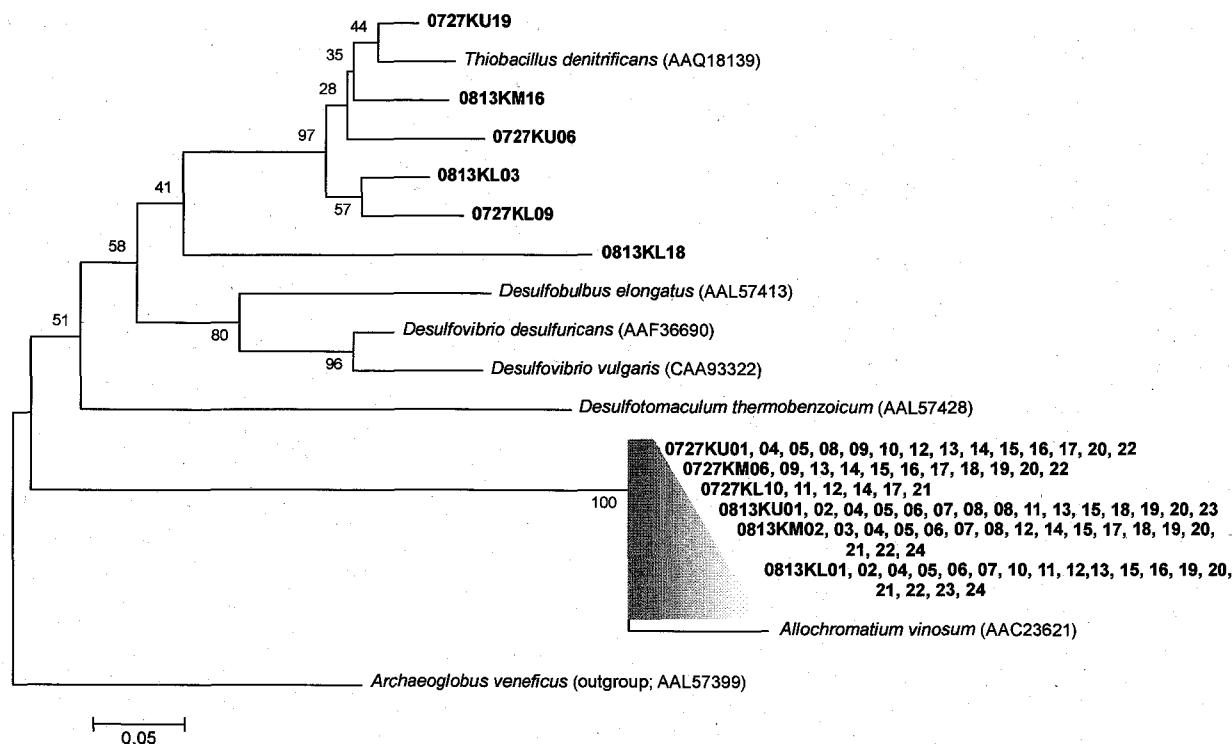 44
0727KU19
35
Thiobacillus denitrificans (AAQ18139)
28
0813KM16
97
0727KU06
41
0813KL03
57
0727KL09
58
0813KL18
51
Desulfobulbus elongatus (AAL57413)
80
Desulfovibrio desulfuricans (AAF36690)
96
Desulfovibrio vulgaris (CAA93322)
Desulfotomaculum thermobenzoicum (AAL57428)
0727KU01, 04, 05, 08, 09, 10, 12, 13, 14, 15, 16, 17, 20, 22
0727KM06, 09, 13, 14, 15, 16, 17, 18, 19, 20, 22
0727KL10, 11, 12, 14, 17, 21
100
0813KU01, 02, 04, 05, 06, 07, 08, 08, 11, 13, 15, 18, 19, 20, 23
0813KM02, 03, 04, 05, 06, 07, 08, 12, 14, 15, 17, 18, 19, 20,
21, 22, 24
0813KL01, 02, 04, 05, 06, 07, 10, 11, 12,13, 15, 16, 19, 20,
21, 22, 23, 24
Allochromatium vinosum (AAC23621)
Archaeoglobus veneficus (outgroup; AAL57399)
0.05